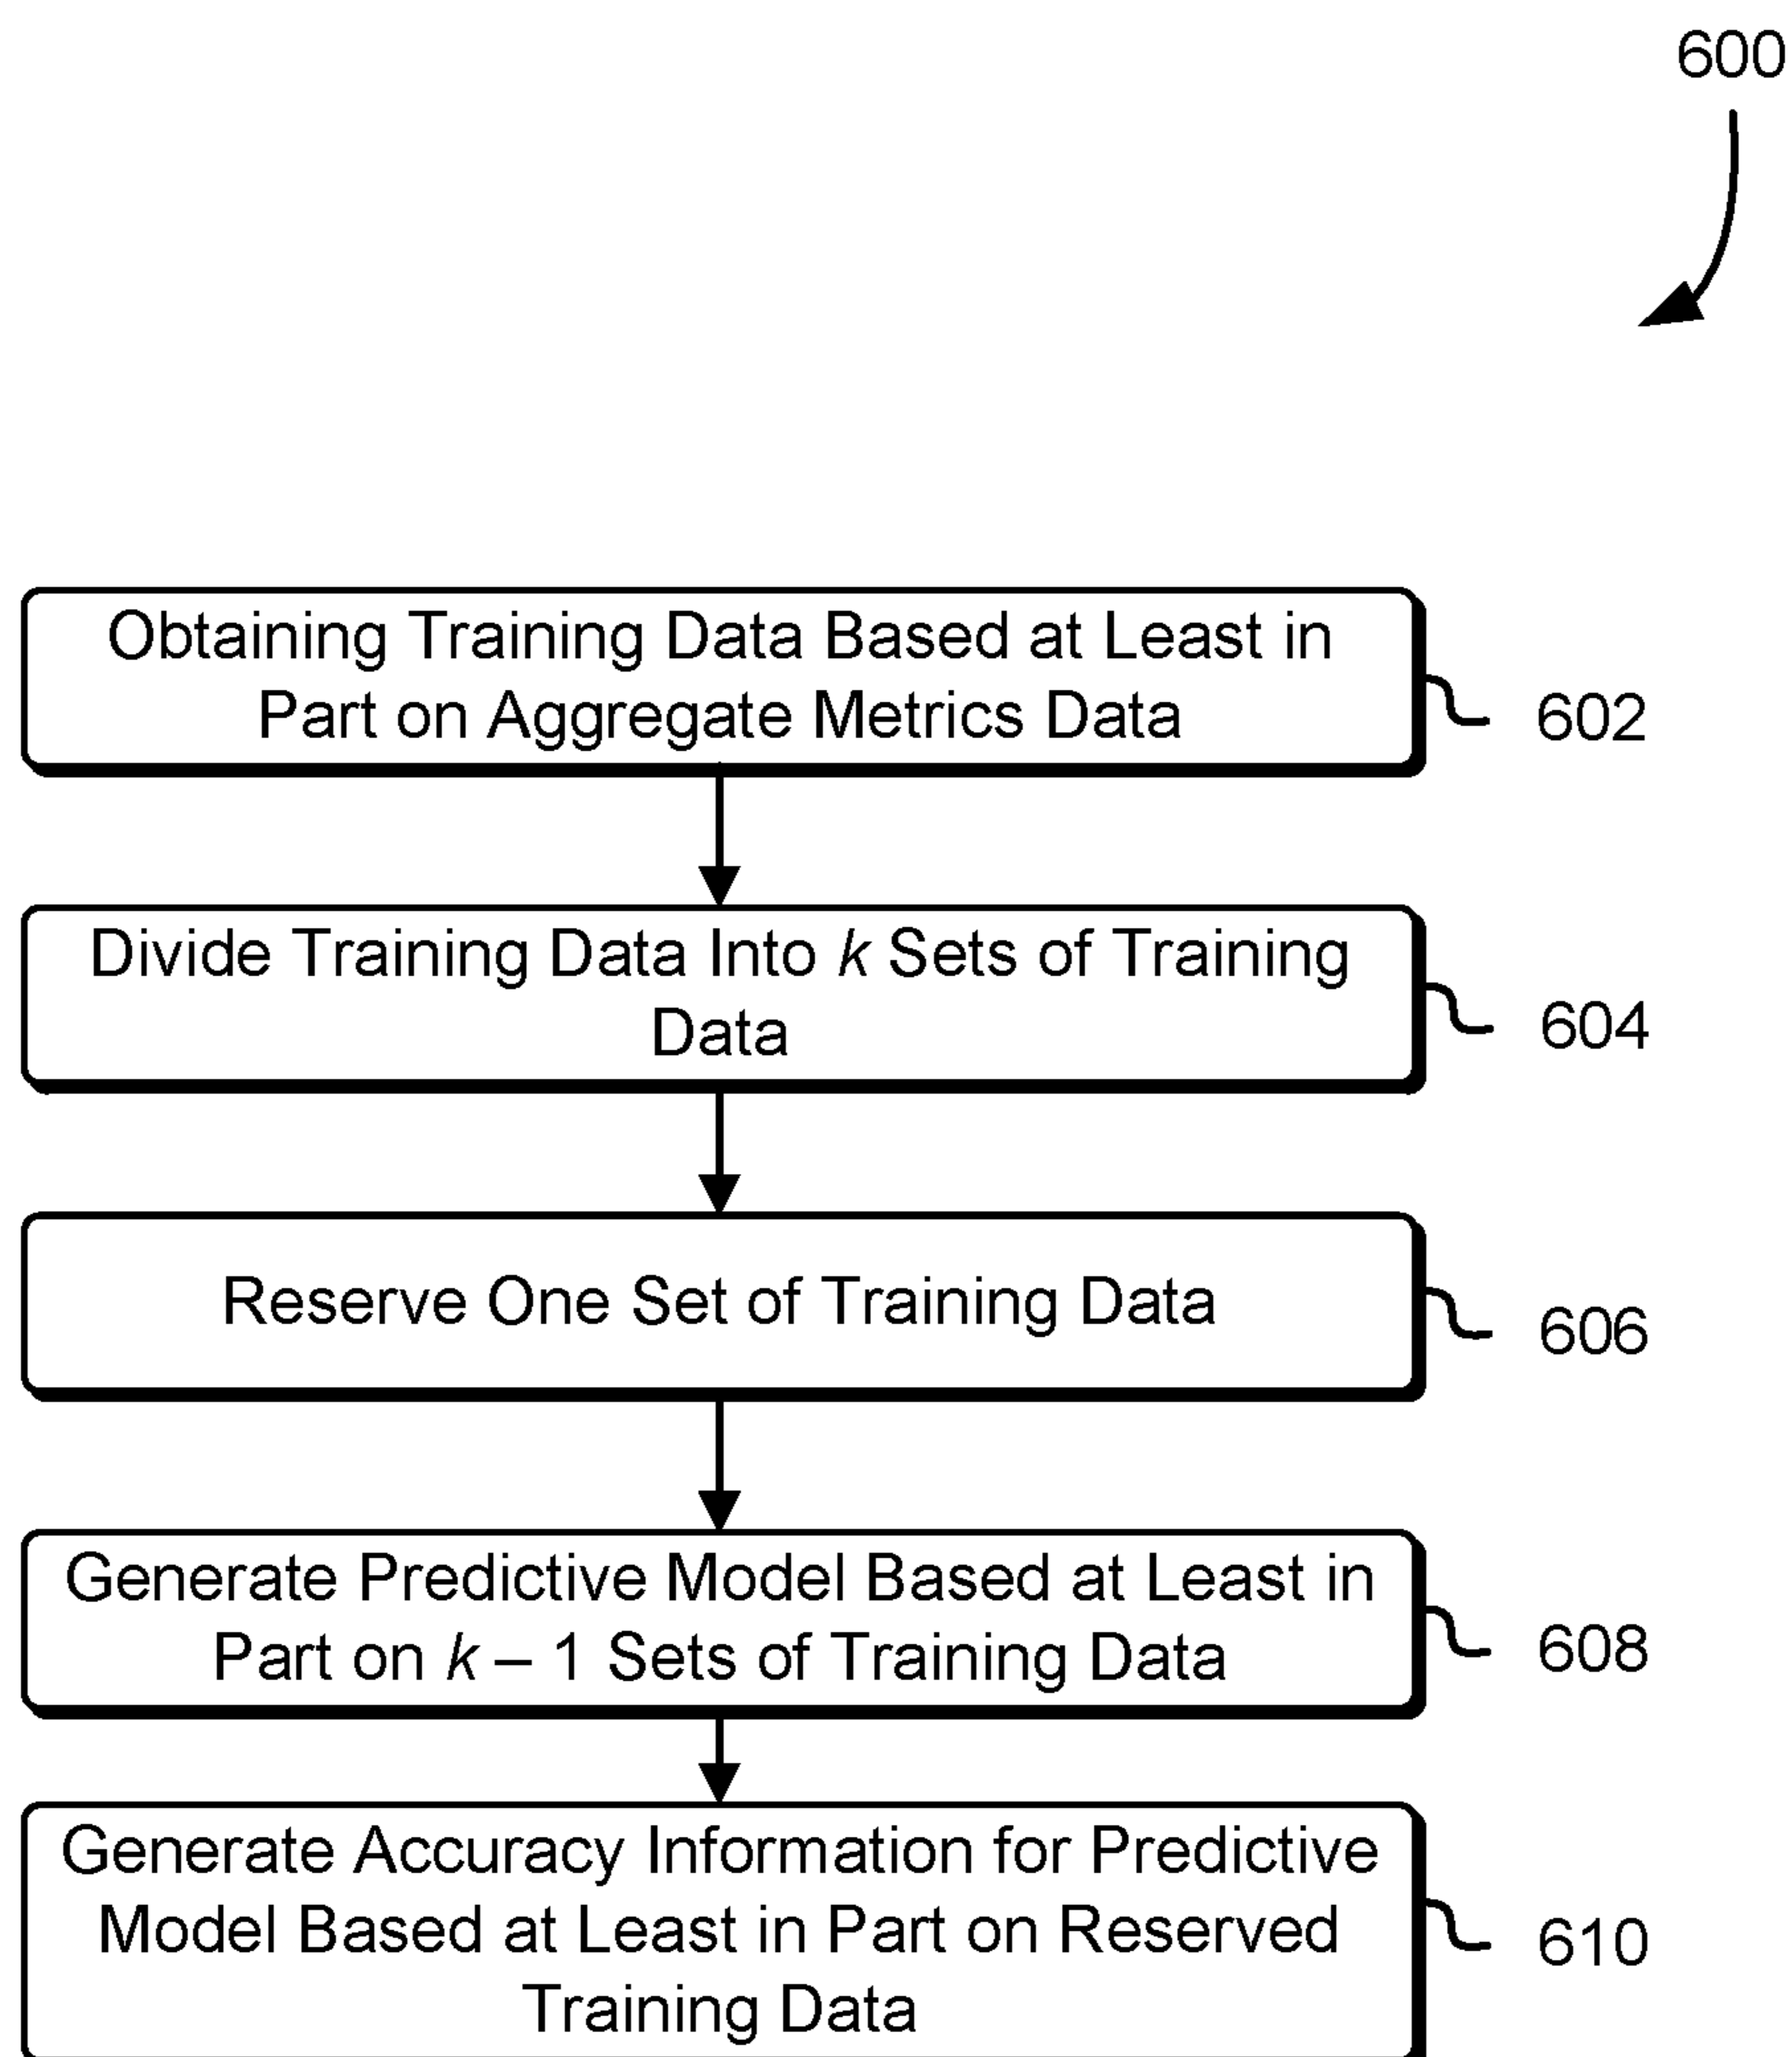 600
Obtaining Training Data Based at Least in
Part on Aggregate Metrics Data
602
Divide Training Data Into k Sets of Training
Data
604
Reserve One Set of Training Data
606
Generate Predictive Model Based at Least in
Part on k – 1 Sets of Training Data
608
Generate Accuracy Information for Predictive
Model Based at Least in Part on Reserved
Training Data
610